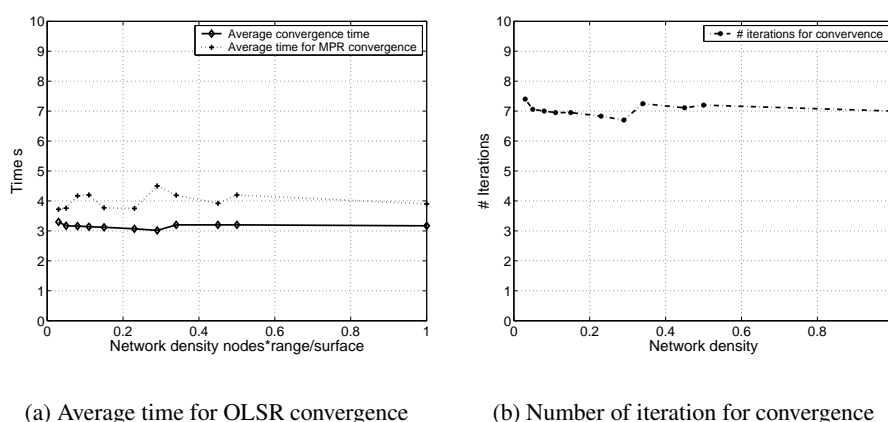 10
9
8
7
6
5
4
3
2
1
0
Time s
Average convergence time
Average time for MPR convergence
0 0.2 0.4 0.6 0.8 1
Network density nodes*range/surface
(a) Average time for OLSR convergence
10
9
8
7
6
5
4
3
2
1
0
# Iterations
# iterations for convervence
0 0.2 0.4 0.6 0.8
Network density
(b) Number of iteration for convergence